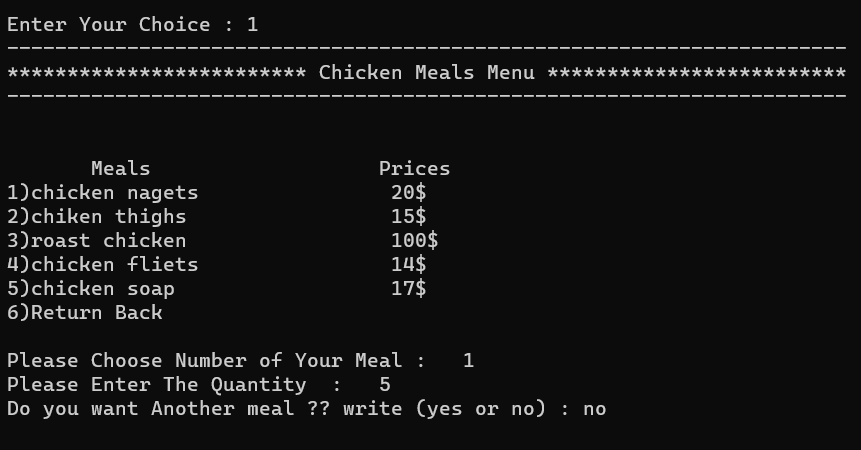 Enter Your Choice : 1
----------------------------------------------------------------------
************************* Chicken Meals Menu *************************
----------------------------------------------------------------------
Meals Prices
1)chicken nagets 20$
2)chiken thighs 15$
3)roast chicken 100$
4)chicken fliets 14$
5)chicken soap 17$
6)Return Back
Please Choose Number of Your Meal : 1
Please Enter The Quantity : 5
Do you want Another meal ?? write (yes or no) : no